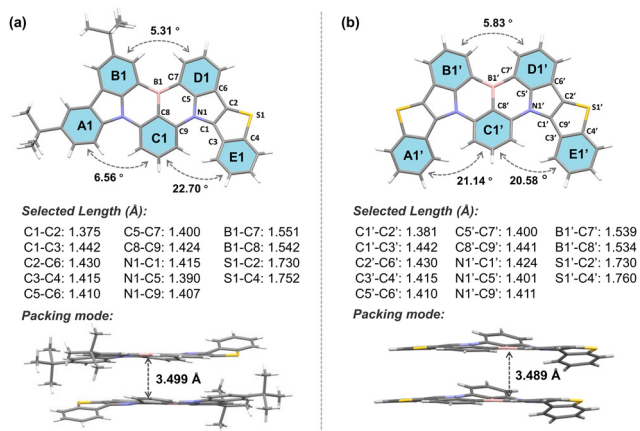 (a)
5.31 °
B1
D1
B1
C7
C5
C6
C2
S1
A1
C8
N1
C1
C9
C1
C3
C4
E1
6.56 °
22.70 °
Selected Length (Å):
C1-C2: 1.375 C5-C7: 1.400 B1-C7: 1.551
C1-C3: 1.442 C8-C9: 1.424 B1-C8: 1.542
C2-C6: 1.430 N1-C1: 1.415 S1-C2: 1.730
C3-C4: 1.415 N1-C5: 1.390 S1-C4: 1.752
C5-C6: 1.410 N1-C9: 1.407
Packing mode:
3.499 Å
(b)
5.83 °
B1'
D1'
B1'
C7'
C5'
C6'
C2'
S1'
C8'
N1'
C1'
C1'
C9'
C3'
C4'
A1'
E1'
21.14 °
20.58 °
Selected Length (Å):
C1'-C2': 1.381 C5'-C7': 1.400 B1'-C7': 1.539
C1'-C3': 1.442 C8'-C9': 1.441 B1'-C8': 1.534
C2'-C6': 1.430 N1'-C1': 1.424 S1'-C2': 1.730
C3'-C4': 1.415 N1'-C5': 1.401 S1'-C4': 1.760
C5'-C6': 1.410 N1'-C9': 1.411
Packing mode:
3.489 Å